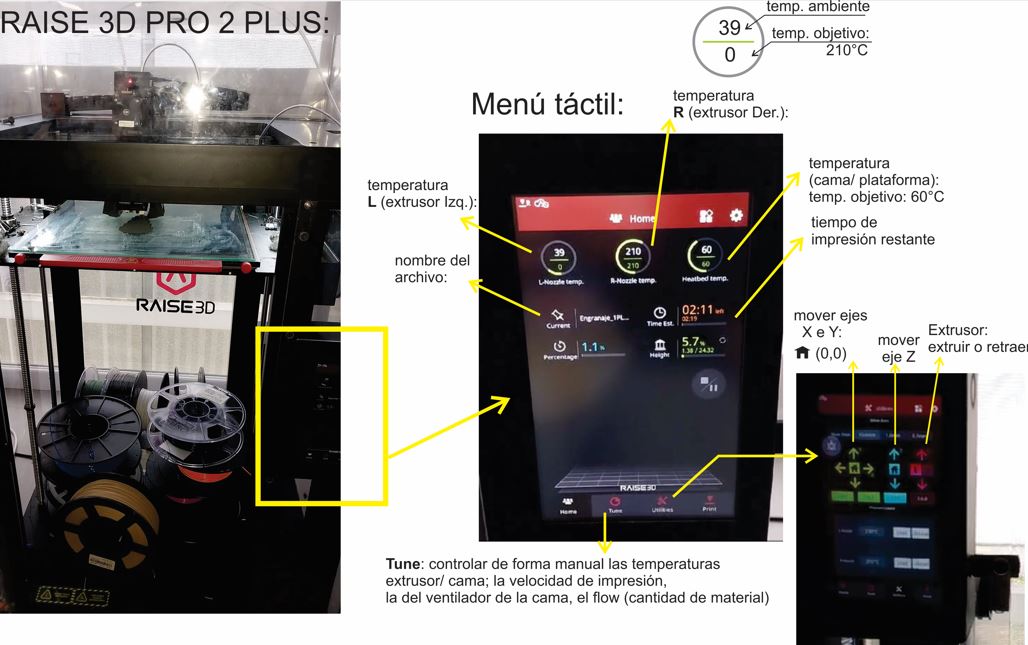 RAISE 3D PRO 2 PLUS:
39
0
temp. ambiente
temp. objetivo:
210°C
Menú táctil:
temperatura
R (extrusor Der.):
temperatura
L (extrusor Izq.):
nombre del
archivo:
temperatura
(cama/ plataforma):
temp. objetivo: 60°C
tiempo de
impresión restante
RAISE3D
Home
39
0
L-Nozzle temp.
210
210
R-Nozzle temp.
60
60
Heatbed temp.
Current
Engranaje_1PL...
Time Est.
02:11 left
02:19
Percentage
1.1%
Height
5.7%
1.38 / 24.32
RAISE3D
Home
Tune
Utilities
Print
mover ejes
X e Y:
(0,0)
mover
eje Z
Extrusor:
extruir o retraer
Utilities
Tune: controlar de forma manual las temperaturas
extrusor/ cama; la velocidad de impresión,
la del ventilador de la cama, el flow (cantidad de material)